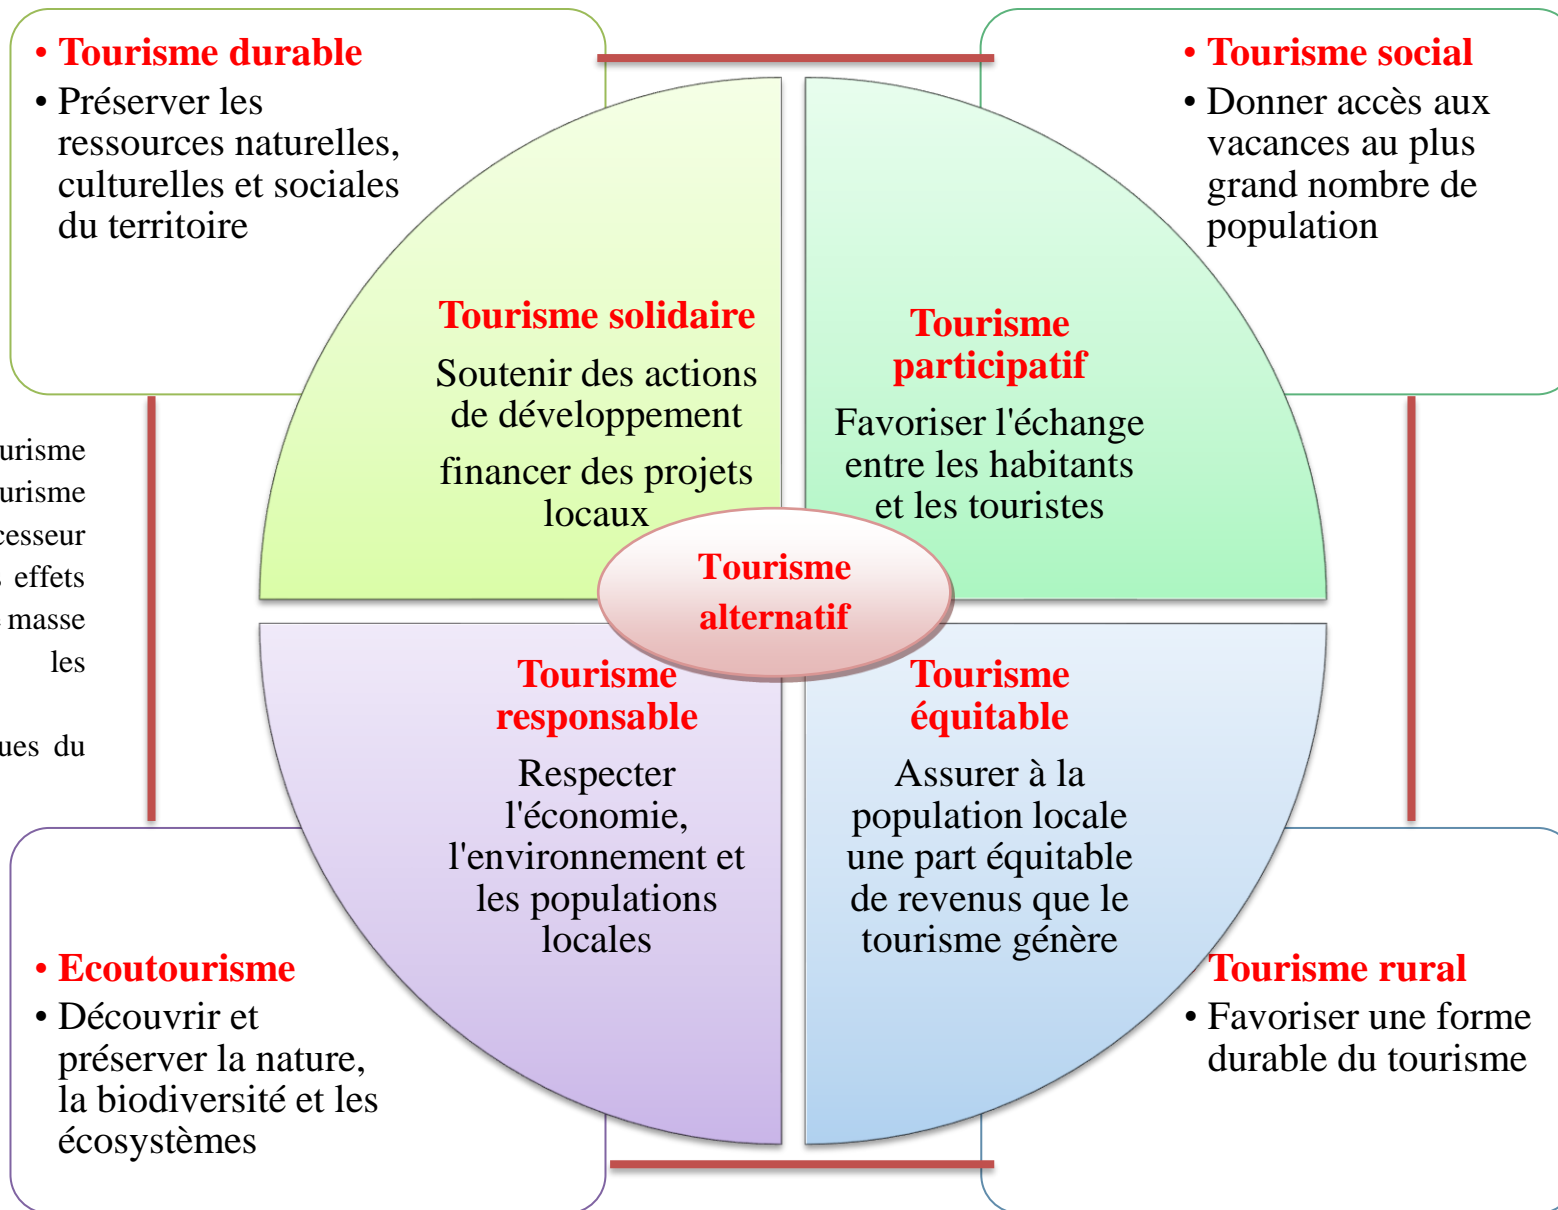 • Tourisme durable
• Préserver les
ressources naturelles,
culturelles et sociales
du territoire
• Tourisme social
• Donner accès aux
vacances au plus
grand nombre de
population
Tourisme solidaire
Soutenir des actions
de développement
financer des projets
locaux
Tourisme
participatif
Favoriser l'échange
entre les habitants
et les touristes
Tourisme
alternatif
effets
masse
les
du
Tourisme
responsable
Respecter
l'économie,
l'environnement et
les populations
locales
Tourisme
équitable
Assurer à la
population locale
une part équitable
de revenus que le
tourisme génère
• Ecoutourisme
• Découvrir et
préserver la nature,
la biodiversité et les
écosystèmes
Tourisme rural
• Favoriser une forme
durable du tourisme